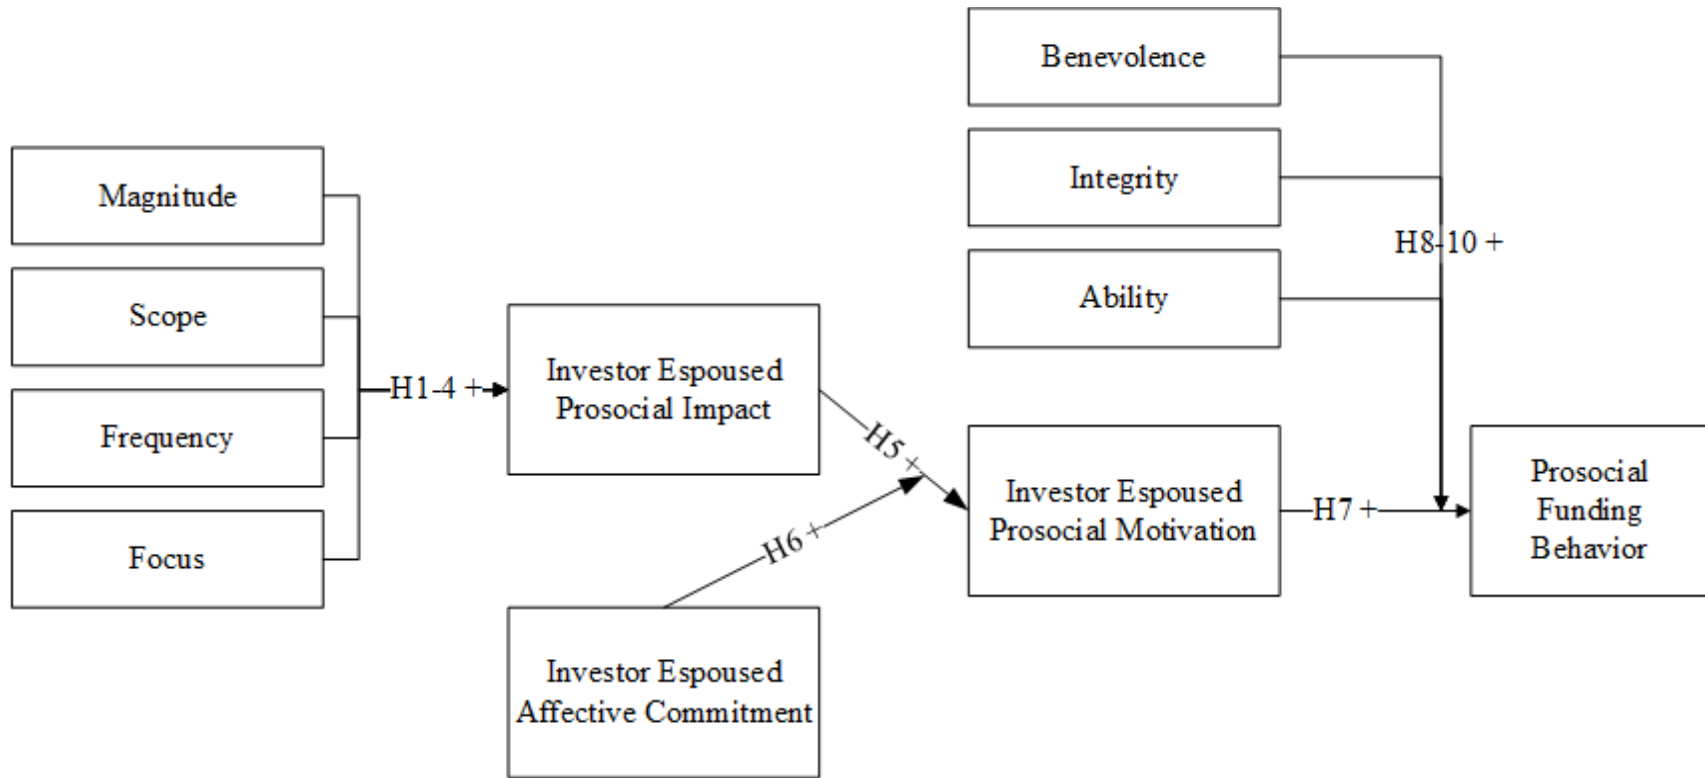 Benevolence
Integrity
H8-10 +
Ability
Magnitude
Scope
Frequency
Focus
H1-4 +
Investor Espoused
Prosocial Impact
H5 +
H6 +
Investor Espoused
Affective Commitment
Investor Espoused
Prosocial Motivation
H7 +
Prosocial
Funding
Behavior